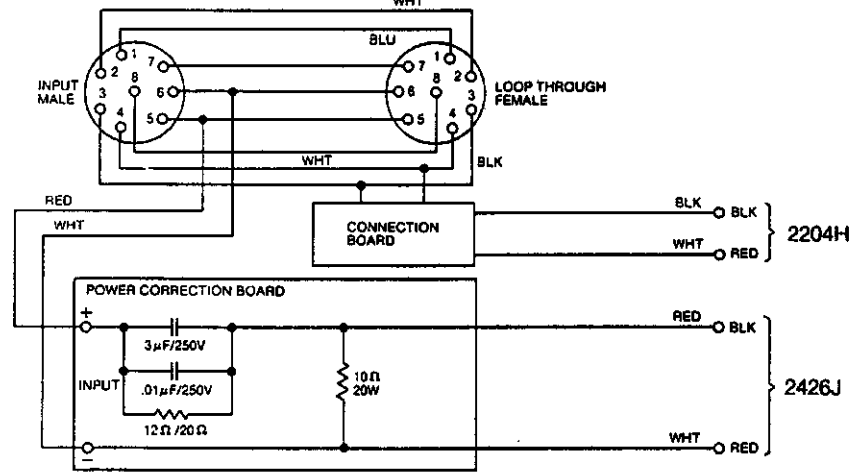 WHT
BLU
1
2
3
4
5
6
7
8
INPUT
MALE
7
1
2
8
6
3
4
5
LOOP THROUGH
FEMALE
WHT
BLK
RED
WHT
CONNECTION
BOARD
BLK
BLK
WHT
RED
2204H
POWER CORRECTION BOARD
+
3µF/250V
INPUT
.01µF/250V
12Ω/20Ω
−
10Ω
20W
RED
BLK
WHT
RED
2426J